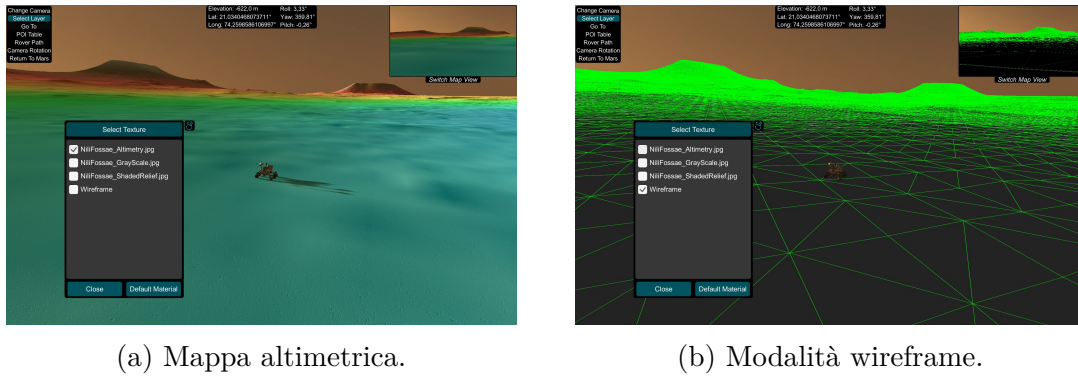 Change Camera
Select Layer
Go To
POI Table
Rover Path
Camera Rotation
Return To Mars
Elevation: -622,0 m Roll: 3,33°
Lat: 21,0340468073711° Yaw: 359,81°
Long: 74,2598586106997° Pitch: -0,26°
Switch Map View
Select Texture
NiliFossae_Altimetry.jpg
NiliFossae_GrayScale.jpg
NiliFossae_ShadedRelief.jpg
Wireframe
Close Default Material
(a) Mappa altimetrica.
Change Camera
Select Layer
Go To
POI Table
Rover Path
Camera Rotation
Return To Mars
Elevation: -622,0 m Roll: 3,33°
Lat: 21,0340468073711° Yaw: 359,81°
Long: 74,2598586106997° Pitch: -0,26°
Switch Map View
Select Texture
NiliFossae_Altimetry.jpg
NiliFossae_GrayScale.jpg
NiliFossae_ShadedRelief.jpg
Wireframe
Close Default Material
(b) Modalità wireframe.